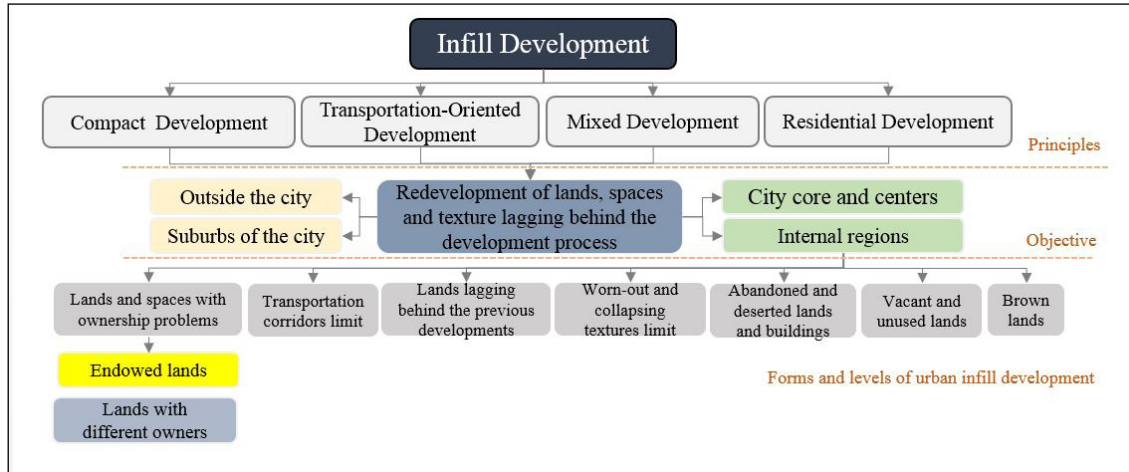 Infill Development
Compact Development
Transportation-Oriented
Development
Mixed Development
Residential Development
Principles
Outside the city
Suburbs of the city
Redevelopment of lands, spaces
and texture lagging behind the
development process
City core and centers
Internal regions
Objective
Lands and spaces with
ownership problems
Transportation
corridors limit
Lands lagging
behind the previous
developments
Worn-out and
collapsing
textures limit
Abandoned and
deserted lands
and buildings
Vacant and
unused lands
Brown
lands
Endowed lands
Lands with
different owners
Forms and levels of urban infill development